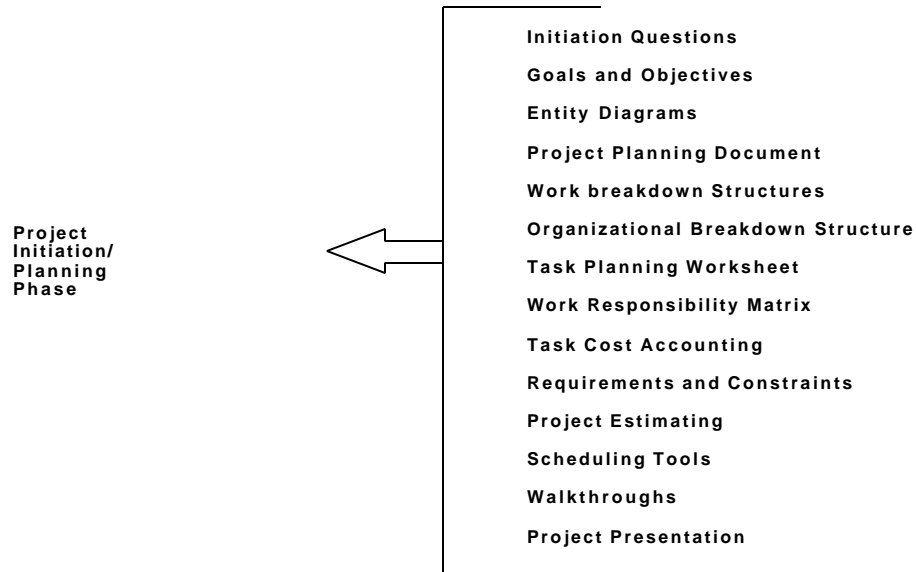 Initiation Questions
Goals and Objectives
Entity Diagrams
Project Planning Document
Work breakdown Structures
Organizational Breakdown Structure
Task Planning Worksheet
Work Responsibility Matrix
Task Cost Accounting
Requirements and Constraints
Project Estimating
Scheduling Tools
Walkthroughs
Project Presentation
Project
Initiation/
Planning
Phase